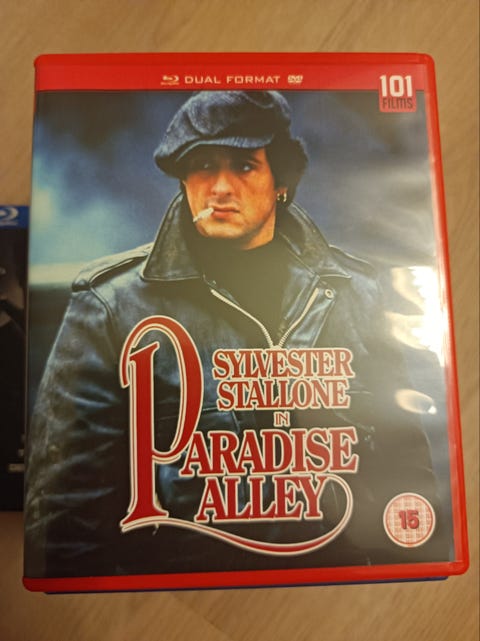 DUAL FORMAT
101
FILMS
SYLVESTER
STALLONE
IN
PARADISE
ALLEY
15